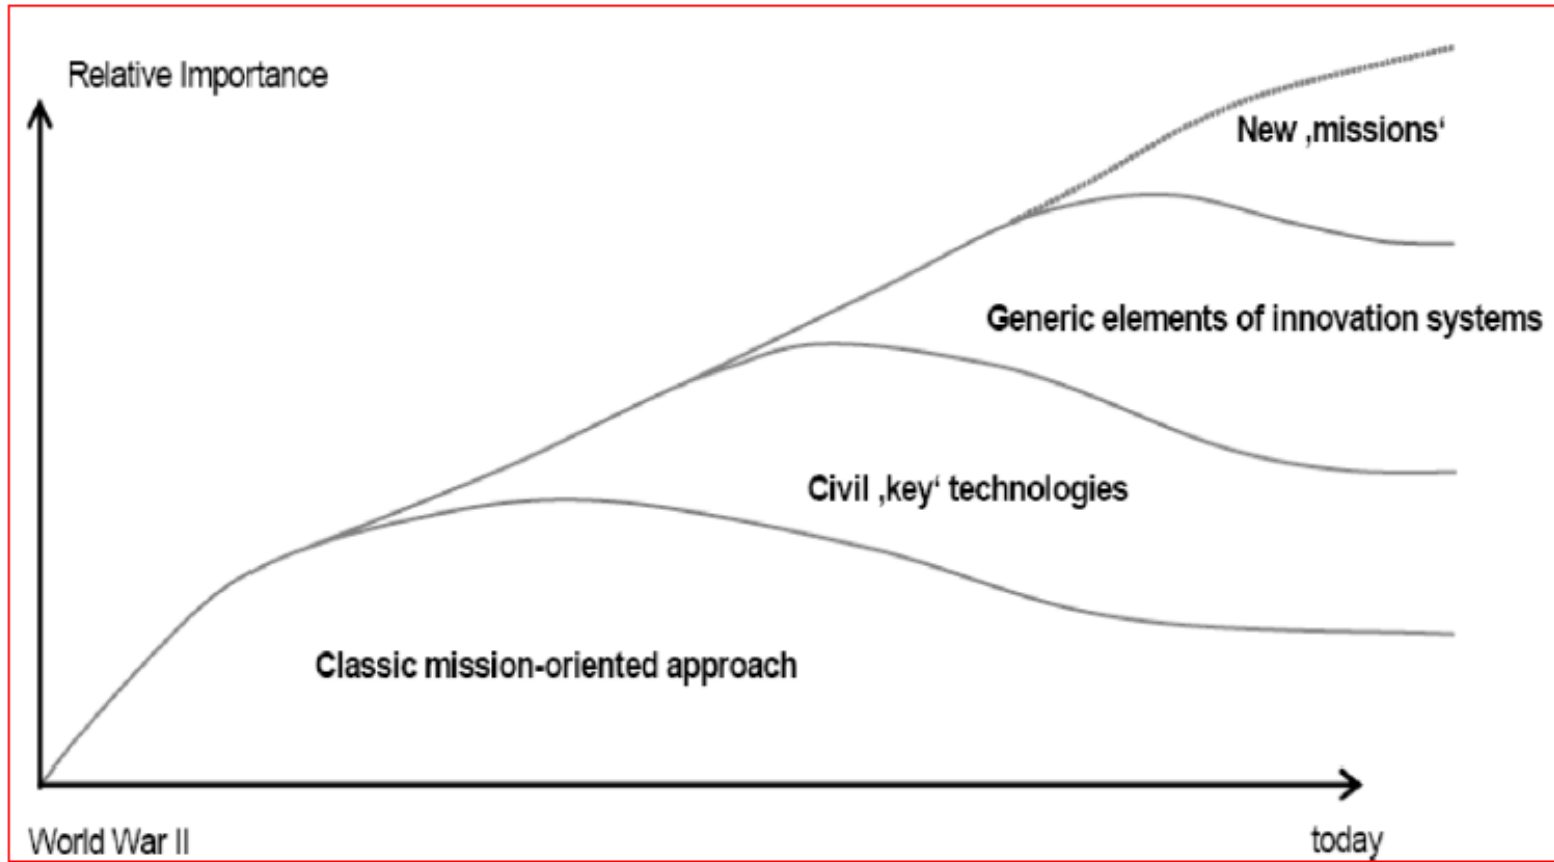 Relative Importance
New ‚missions‘
Generic elements of innovation systems
Civil ‚key‘ technologies
Classic mission-oriented approach
World War II
today